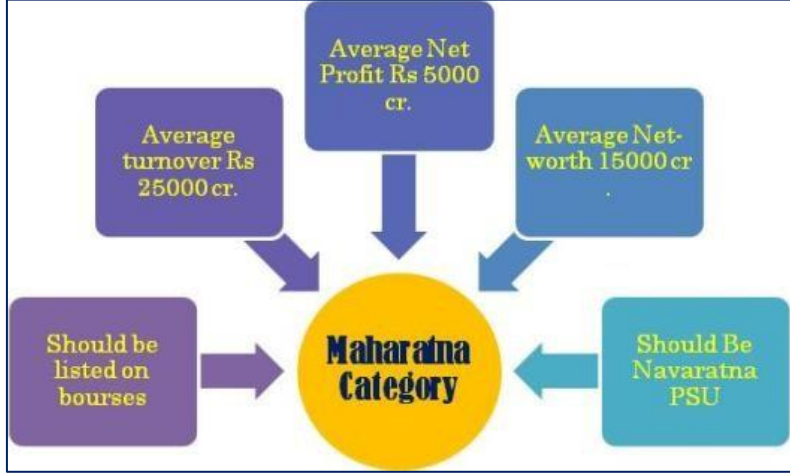 Average Net
Profit Rs 5000
cr.
Average
turnover Rs
25000 cr.
Average Net-
worth 15000 cr
.
Should be
listed on
bourses
Maharatna
Category
Should Be
Navaratna
PSU